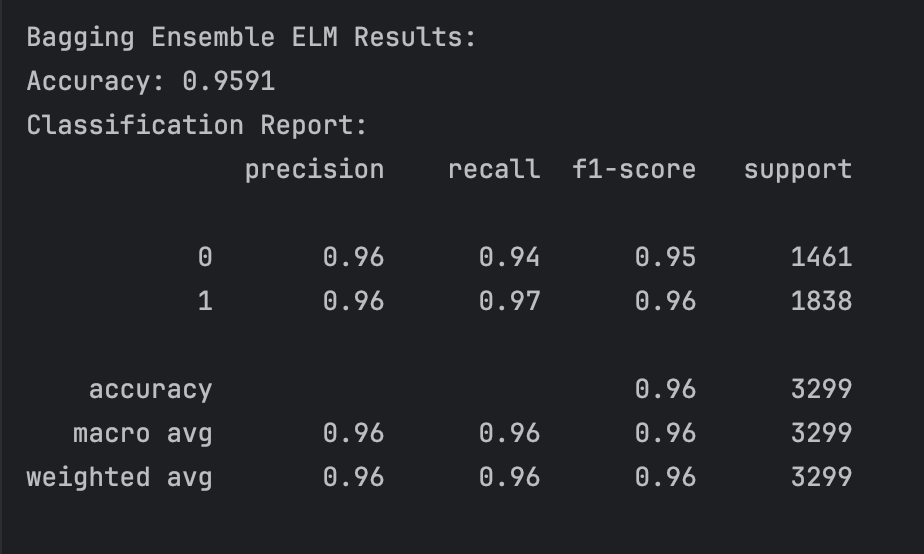 Bagging Ensemble ELM Results:
Accuracy: 0.9591
Classification Report:
precision recall f1-score support
0 0.96 0.94 0.95 1461
1 0.96 0.97 0.96 1838
accuracy 0.96 3299
macro avg 0.96 0.96 0.96 3299
weighted avg 0.96 0.96 0.96 3299